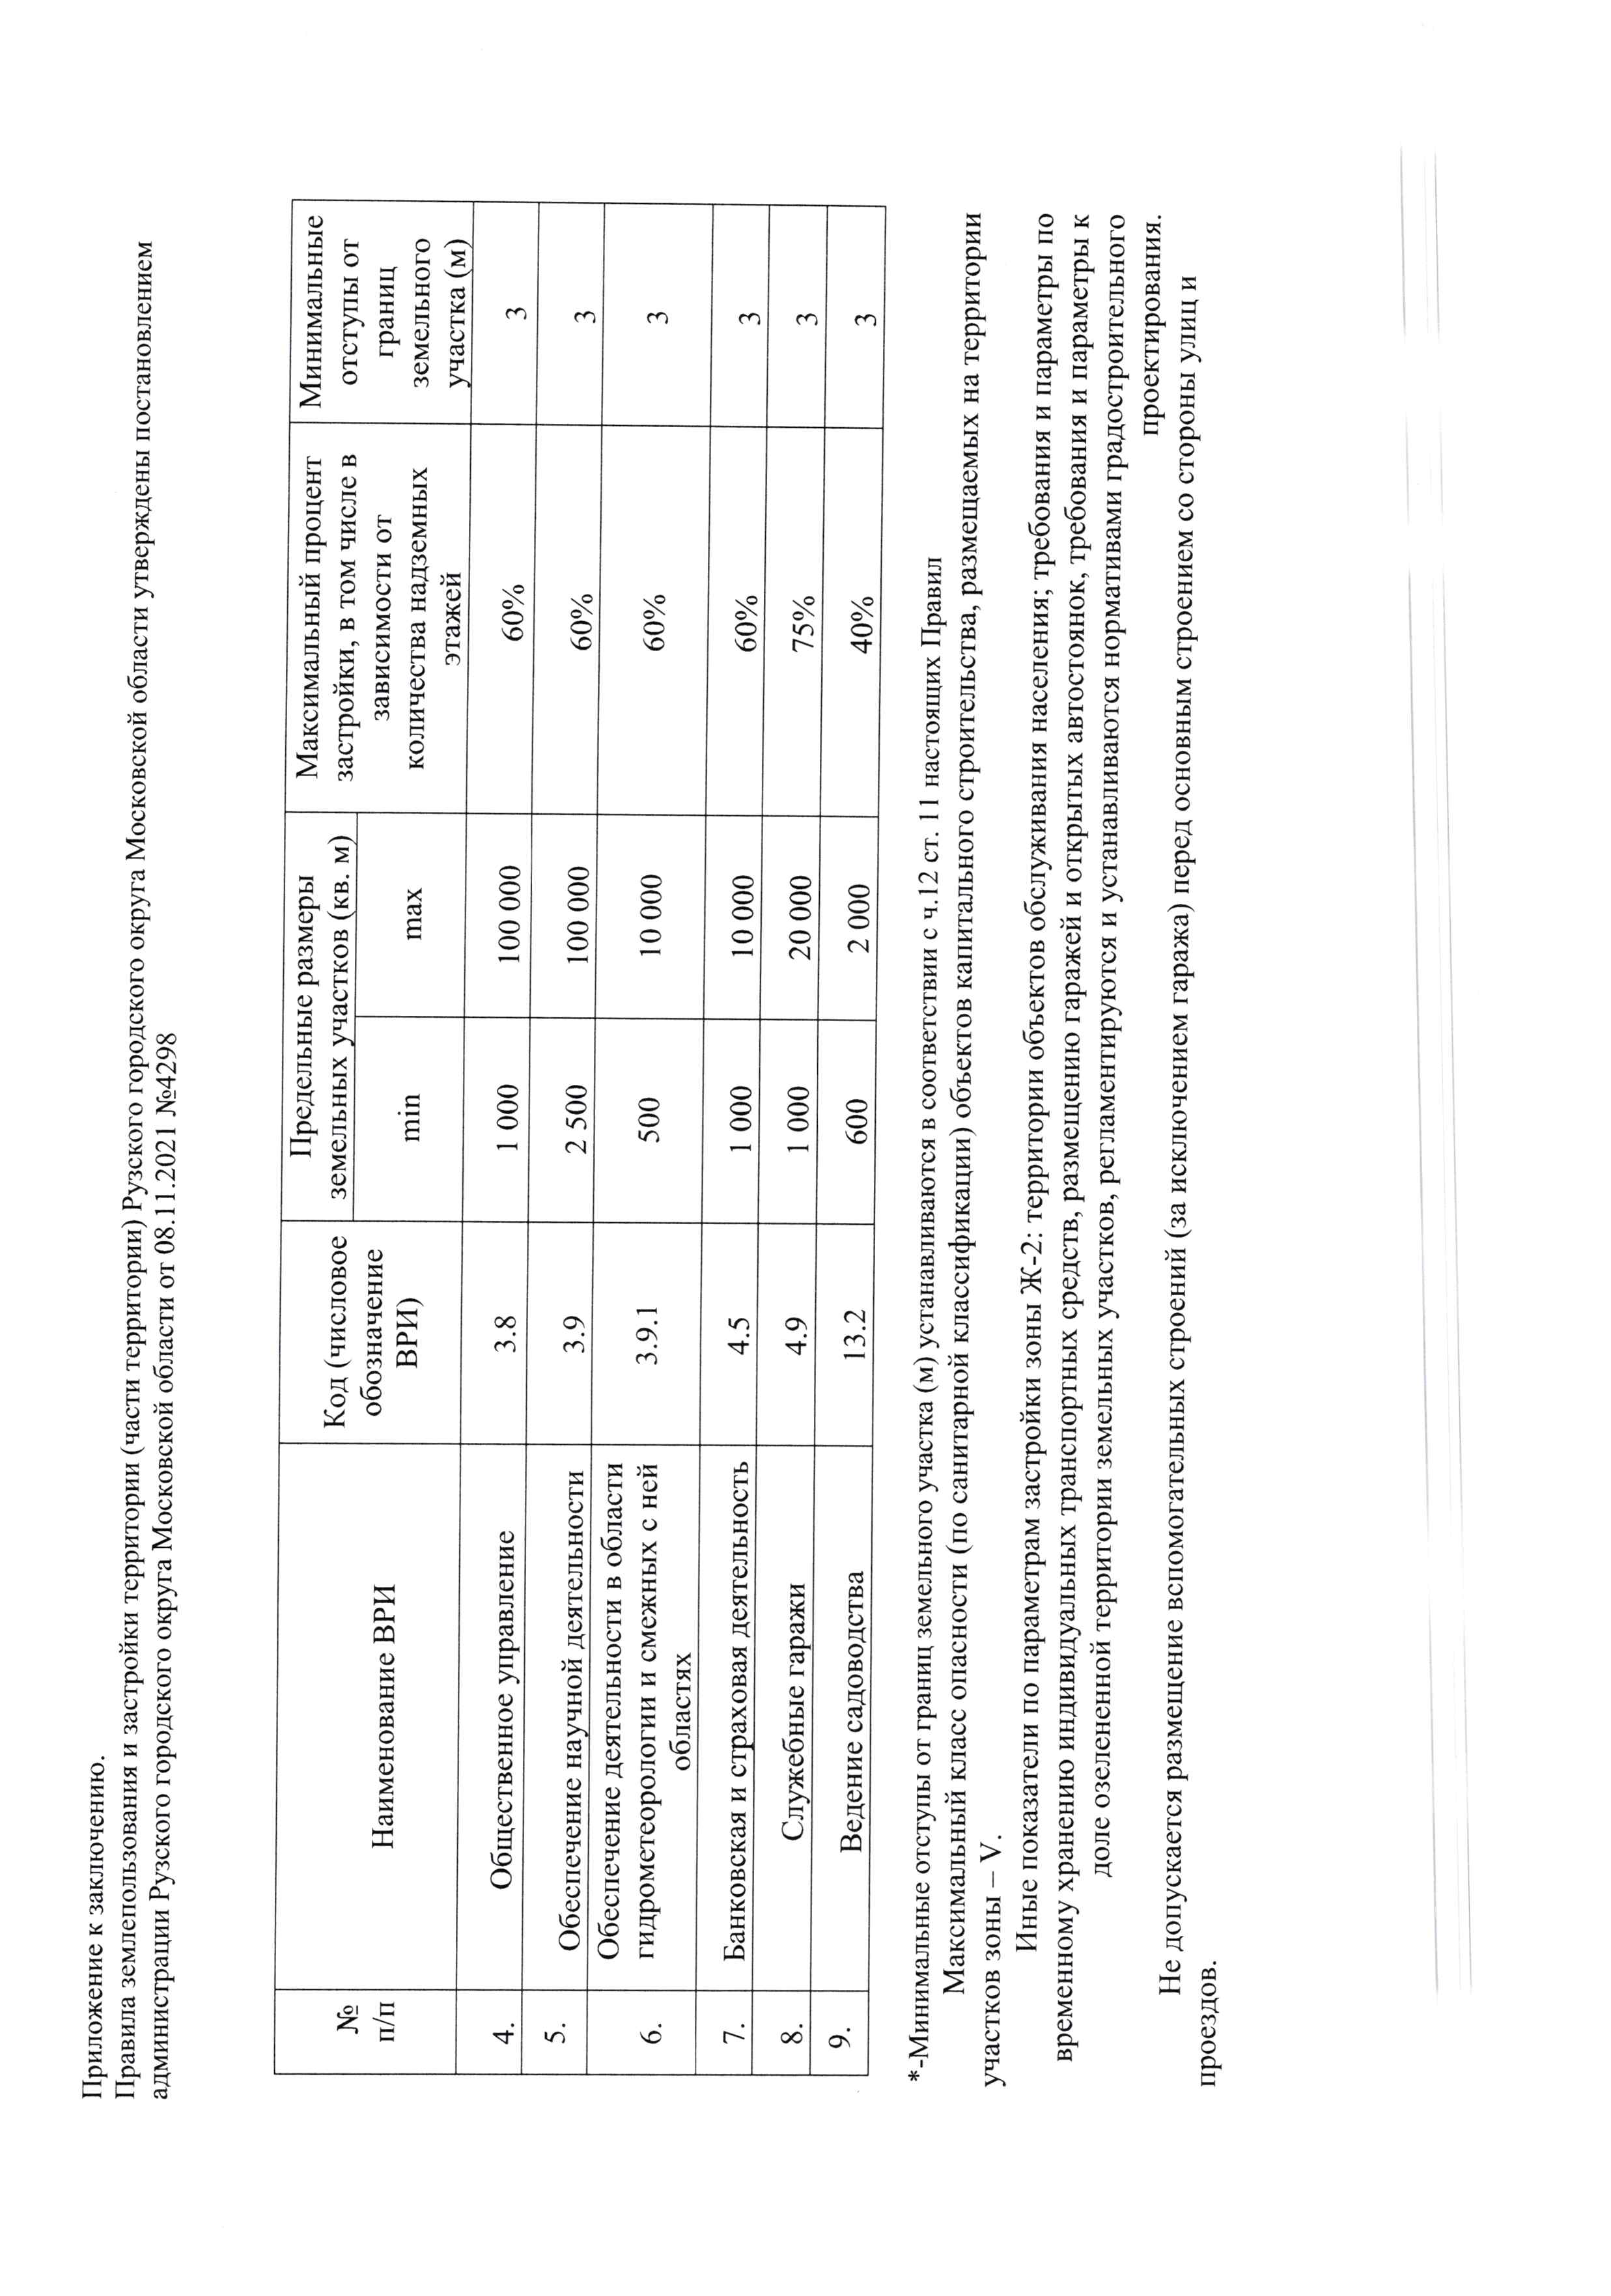 Приложение к заключению.
Правила землепользования и застройки территории (части территории) Рузского городского округа Московской области утверждены постановлением
администрации Рузского городского округа Московской области от 08.11.2021 №4298
№ п/п
Наименование ВРИ
Код (числовое
обозначение
ВРИ)
Предельные размеры
земельных участков (кв. м)
min
max
Максимальный процент
застройки, в том числе в
зависимости от
количества надземных
этажей
Минимальные
отступы от
границ
земельного
участка (м)
4. Общественное управление 3.8 1 000 100 000 60% 3
5. Обеспечение научной деятельности 3.9 2 500 100 000 60% 3
6. Обеспечение деятельности в области
гидрометеорологии и смежных с ней
областях
3.9.1 500 10 000 60% 3
7. Банковская и страховая деятельность 4.5 1 000 10 000 60% 3
8. Служебные гаражи 4.9 1 000 20 000 75% 3
9. Ведение садоводства 13.2 600 2 000 40% 3
*-Минимальные отступы от границ земельного участка (м) устанавливаются в соответствии с ч.12 ст. 11 настоящих Правил
Максимальный класс опасности (по санитарной классификации) объектов капитального строительства, размещаемых на территории
участков зоны – V.
Иные показатели по параметрам застройки зоны Ж-2: территории объектов обслуживания населения; требования и параметры по
временному хранению индивидуальных транспортных средств, размещению гаражей и открытых автостоянок, требования и параметры к
доле озелененной территории земельных участков, регламентируются и устанавливаются нормативами градостроительного
проектирования.
Не допускается размещение вспомогательных строений (за исключением гаража) перед основным строением со стороны улиц и
проездов.